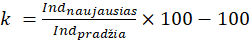 k = Ind_naujausias / Ind_pradžia × 100 − 100